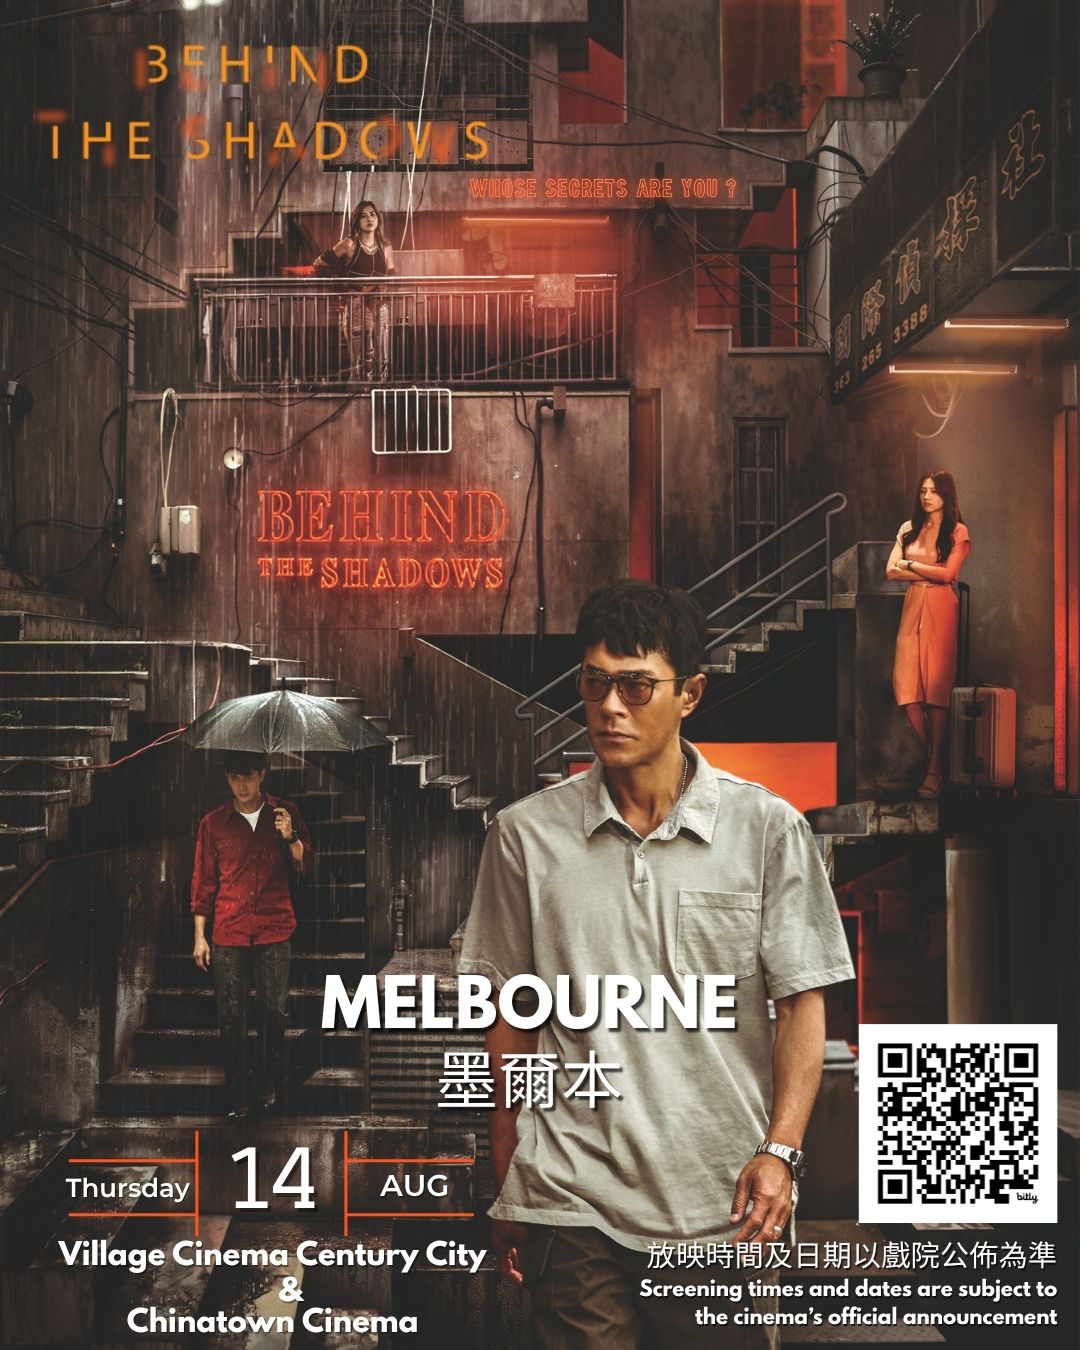 BEHIND
THE SHADOWS
WHOSE SECRETS ARE YOU ?
國際偵探社
363 265 3388
BEHIND
THE SHADOWS
MELBOURNE
墨爾本
Thursday 14 AUG
Village Cinema Century City
&
Chinatown Cinema
bitly
放映時間及日期以戲院公佈為準
Screening times and dates are subject to
the cinema’s official announcement